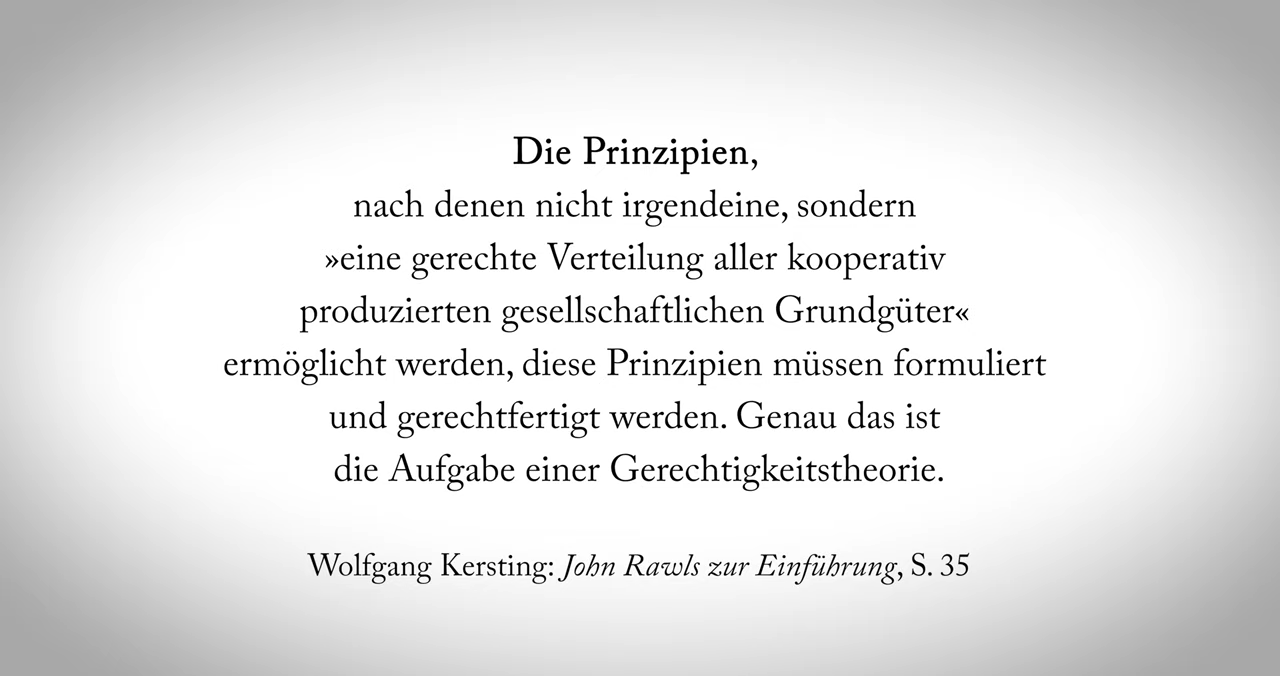 Die Prinzipien,
nach denen nicht irgendeine, sondern
»eine gerechte Verteilung aller kooperativ
produzierten gesellschaftlichen Grundgüter«
ermöglicht werden, diese Prinzipien müssen formuliert
und gerechtfertigt werden. Genau das ist
die Aufgabe einer Gerechtigkeitstheorie.
Wolfgang Kersting: John Rawls zur Einführung, S. 35